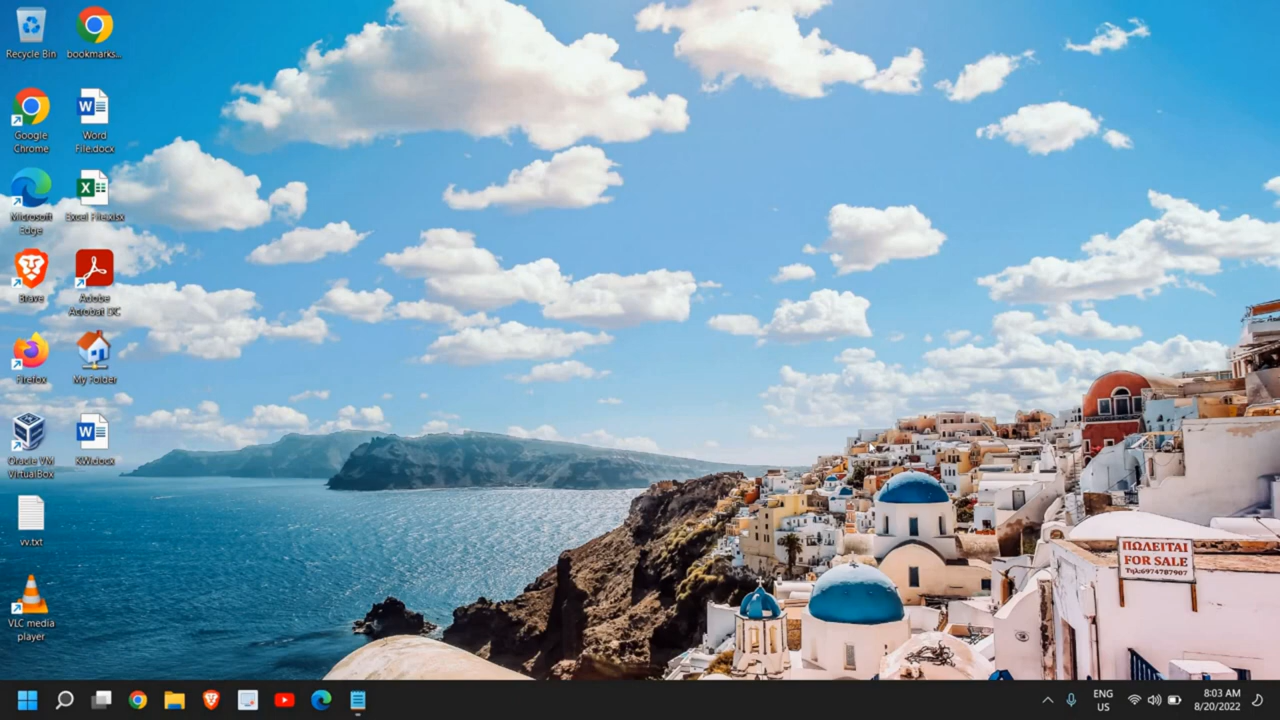 Recycle Bin
bookmarks...
Google
Chrome
Word
File.docx
Microsoft
Edge
Excel File.xlsx
Brave
Adobe
Acrobat DC
Firefox
My Folder
Oracle VM
VirtualBox
KW.docx
vv.txt
VLC media
player
ΠΩΛΕΙΤΑΙ
FOR SALE
Τηλ:6974787907
ENG
US
8:03 AM
8/20/2022